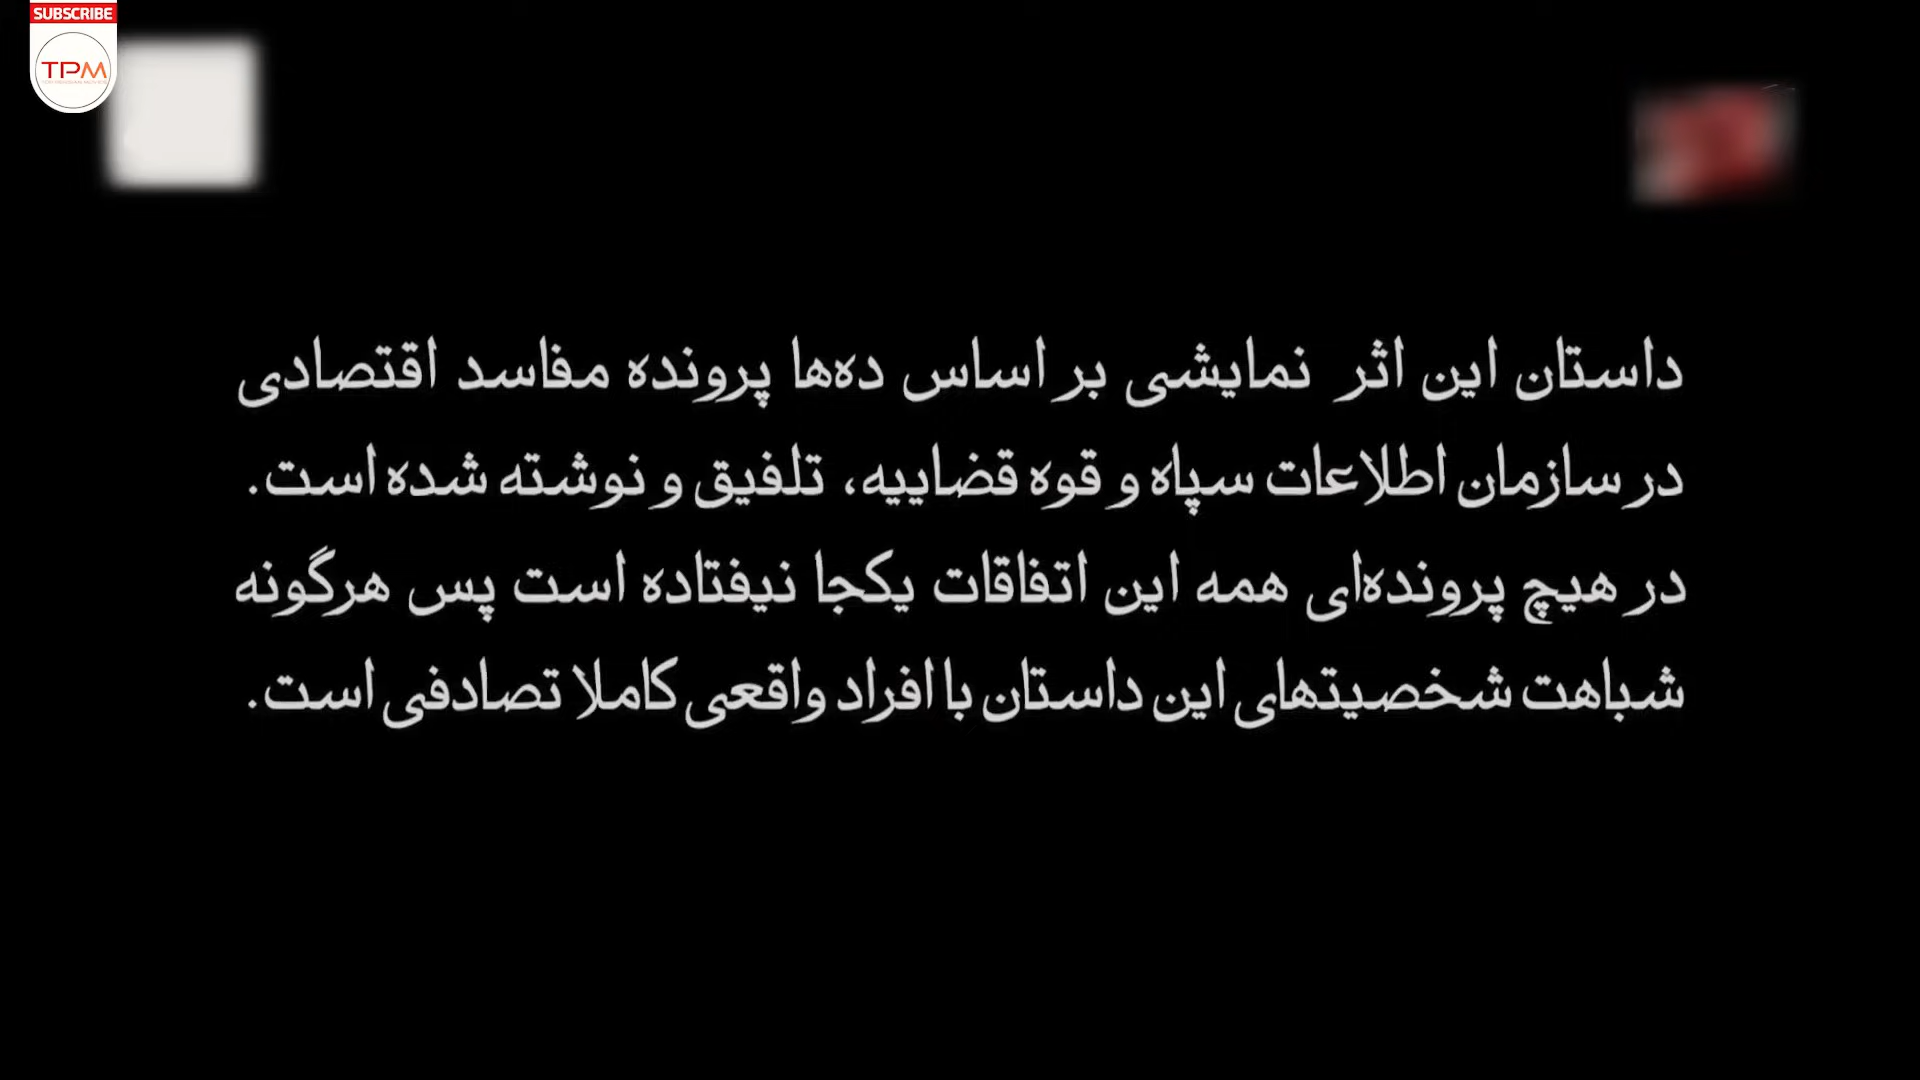 SUBSCRIBE
TPM
داستان این اثر نمایشی بر اساس ده‌ها پرونده مفاسد اقتصادی
در سازمان اطلاعات سپاه و قوه قضاییه، تلفیق و نوشته شده است.
در هیچ پرونده‌ای همه این اتفاقات یکجا نیفتاده است پس هرگونه
شباهت شخصیتهای این داستان با افراد واقعی کاملا تصادفی است.